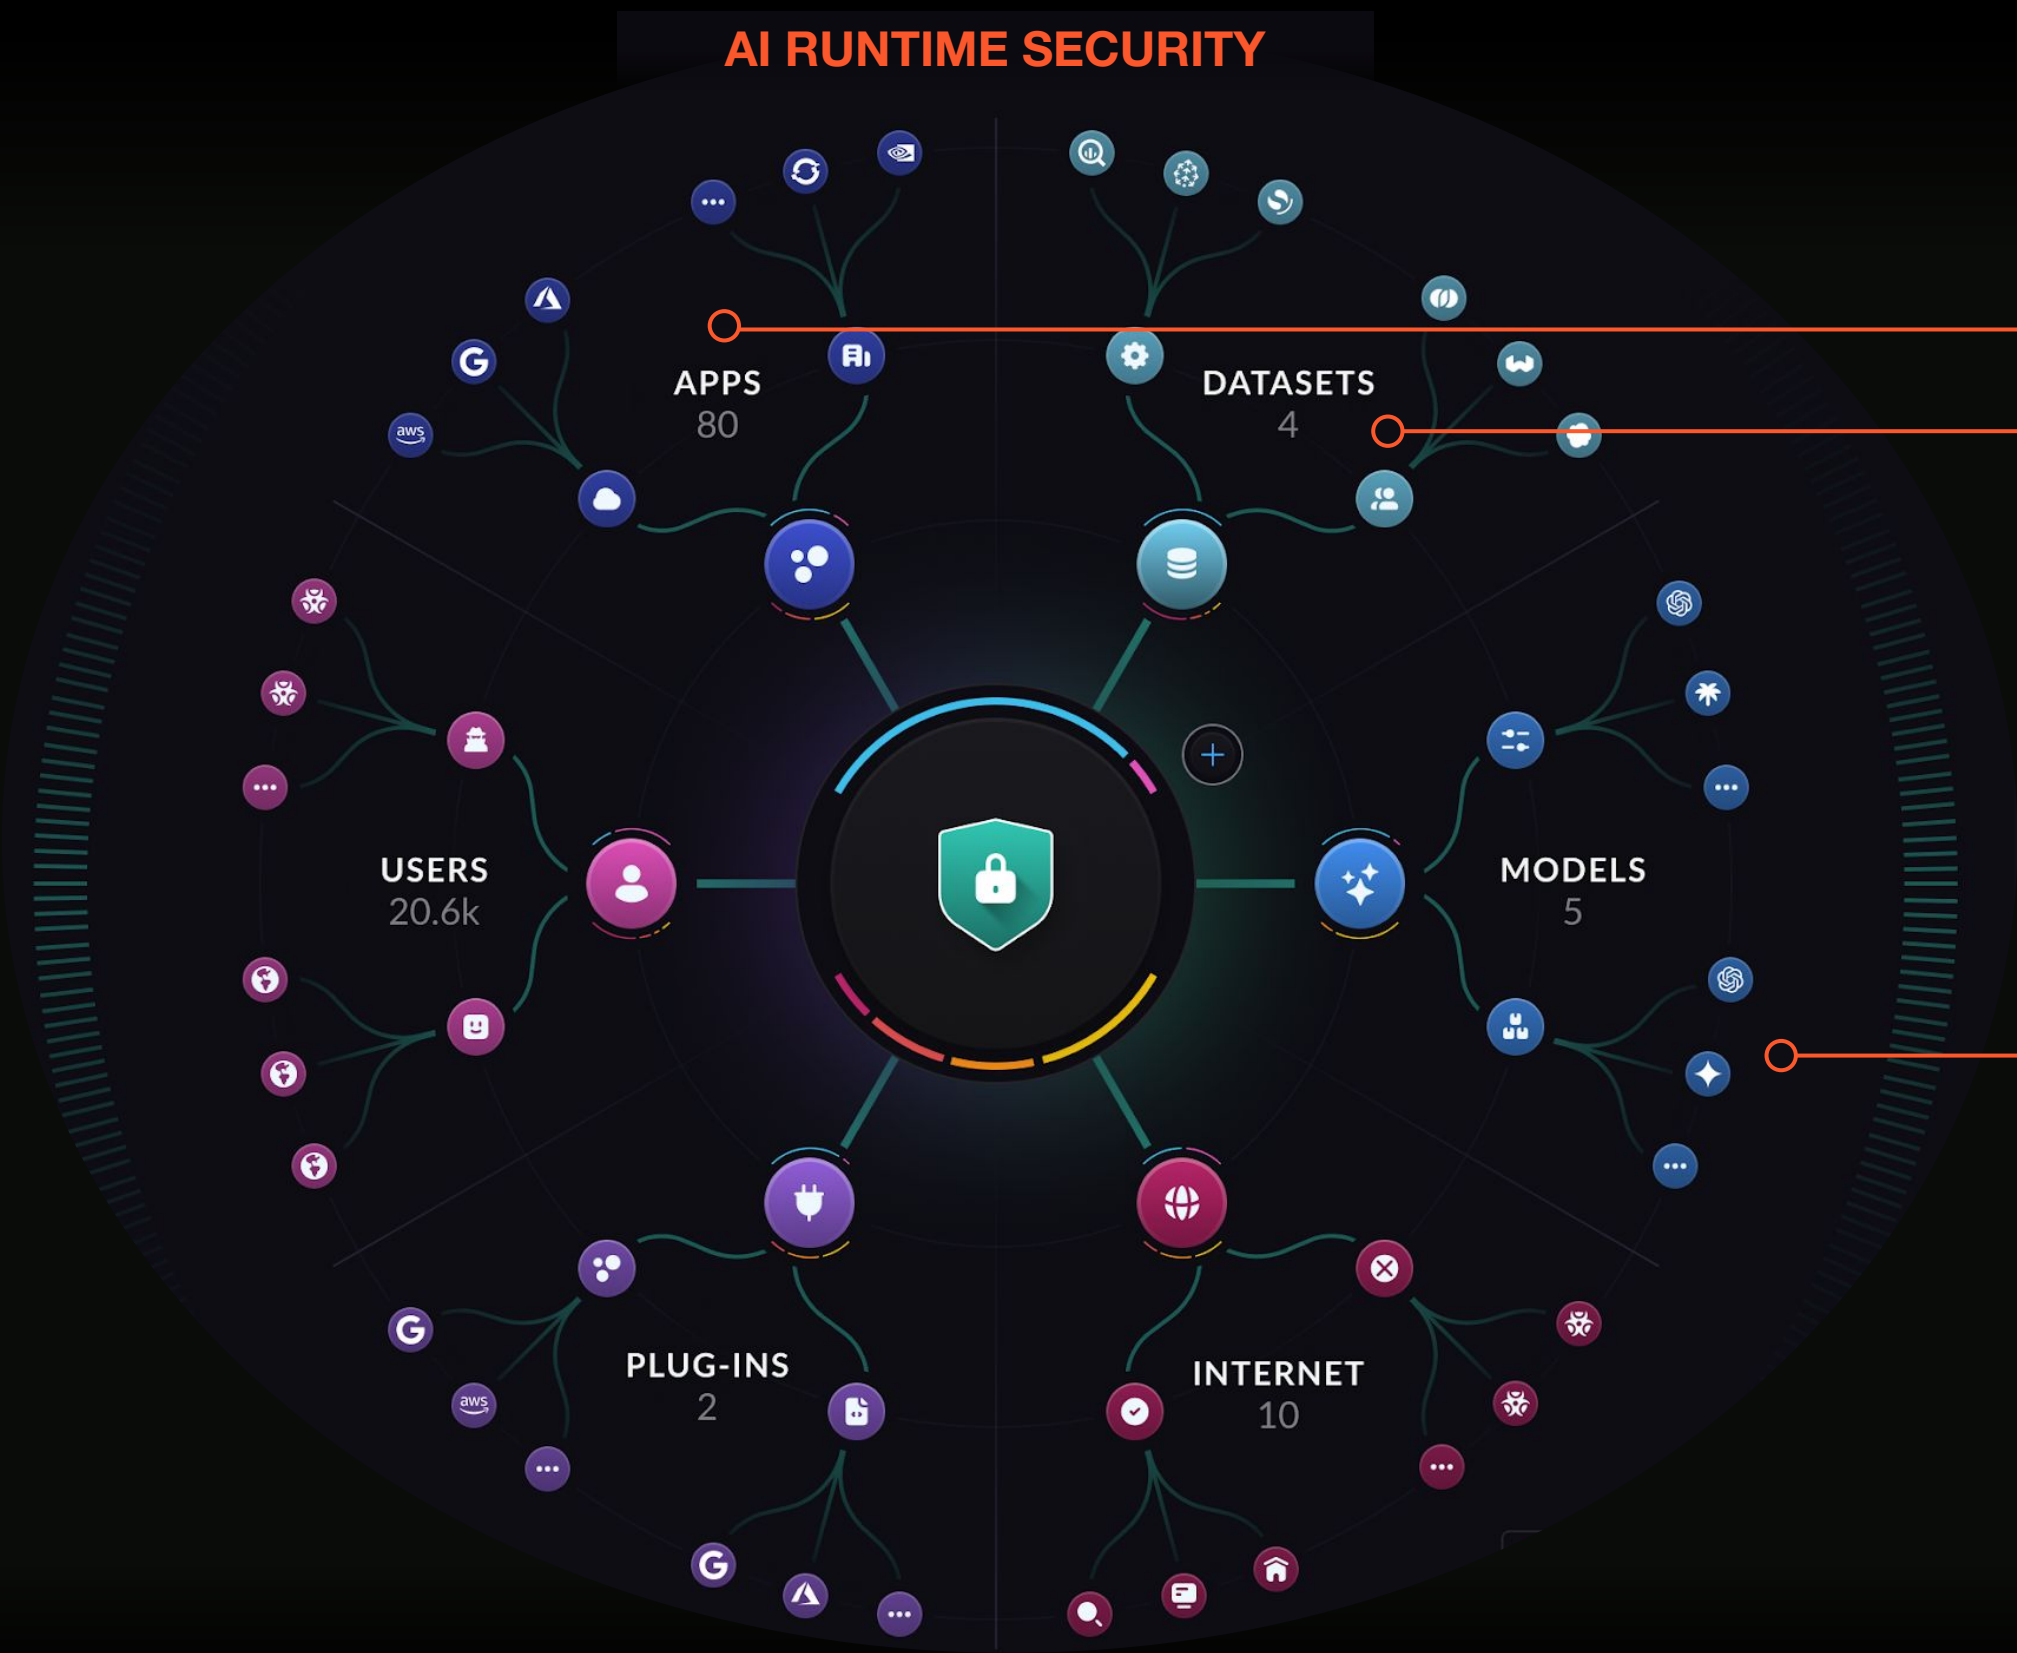 AI RUNTIME SECURITY
APPS
80
DATASETS
4
aws
USERS
20.6k
MODELS
5
PLUG-INS
2
INTERNET
10
aws